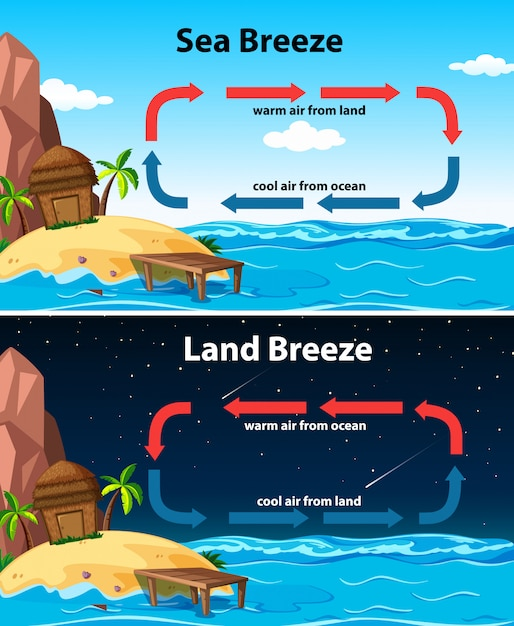 Sea Breeze
warm air from land
cool air from ocean
Land Breeze
warm air from ocean
cool air from land